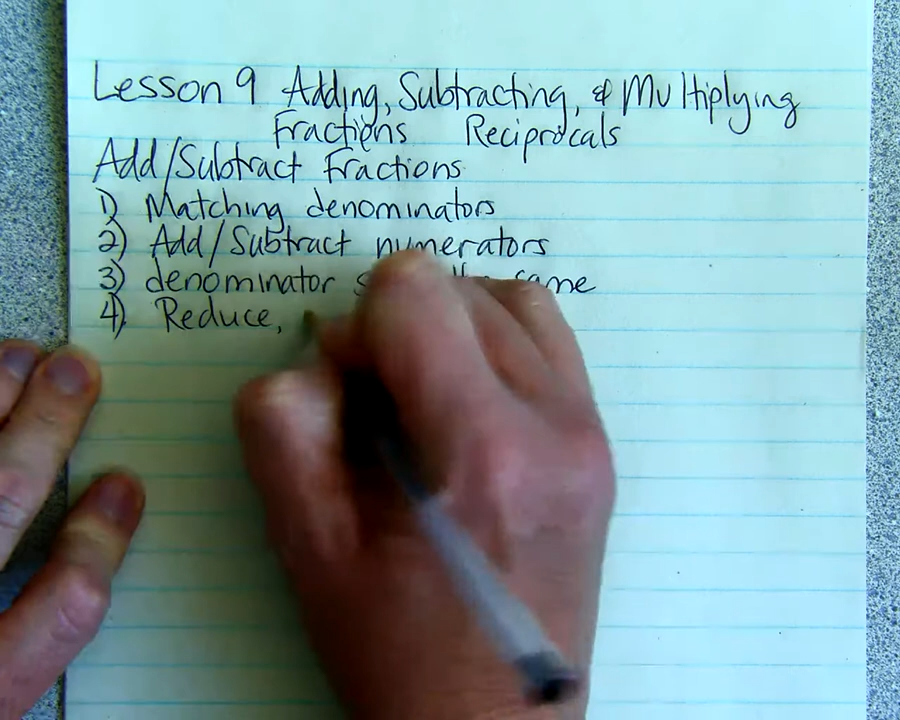 Lesson 9 Adding, Subtracting, & Multiplying
Fractions Reciprocals
Add/Subtract Fractions
1) Matching denominators
2) Add/Subtract numerators
3) denominator same
4) Reduce,